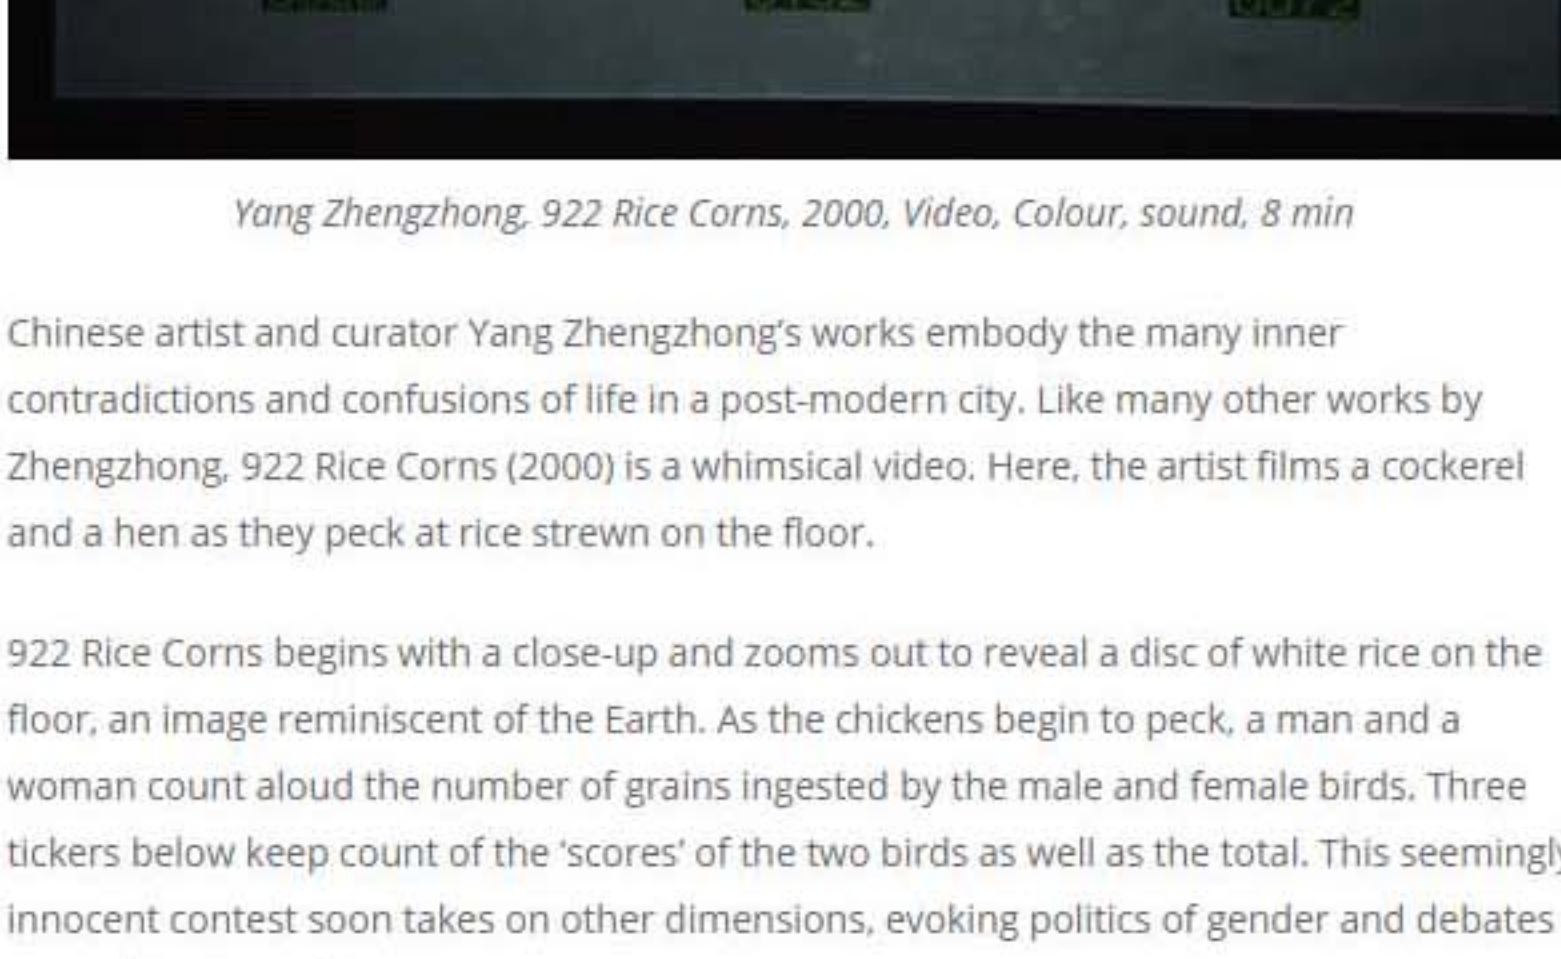 Yang Zhengzhong, 922 Rice Corns, 2000, Video, Colour, sound, 8 min
Chinese artist and curator Yang Zhengzhong’s works embody the many inner
contradictions and confusions of life in a post-modern city. Like many other works by
Zhengzhong, 922 Rice Corns (2000) is a whimsical video. Here, the artist films a cockerel
and a hen as they peck at rice strewn on the floor.
922 Rice Corns begins with a close-up and zooms out to reveal a disc of white rice on the
floor, an image reminiscent of the Earth. As the chickens begin to peck, a man and a
woman count aloud the number of grains ingested by the male and female birds. Three
tickers below keep count of the ‘scores’ of the two birds as well as the total. This seemingly
innocent contest soon takes on other dimensions, evoking politics of gender and debates